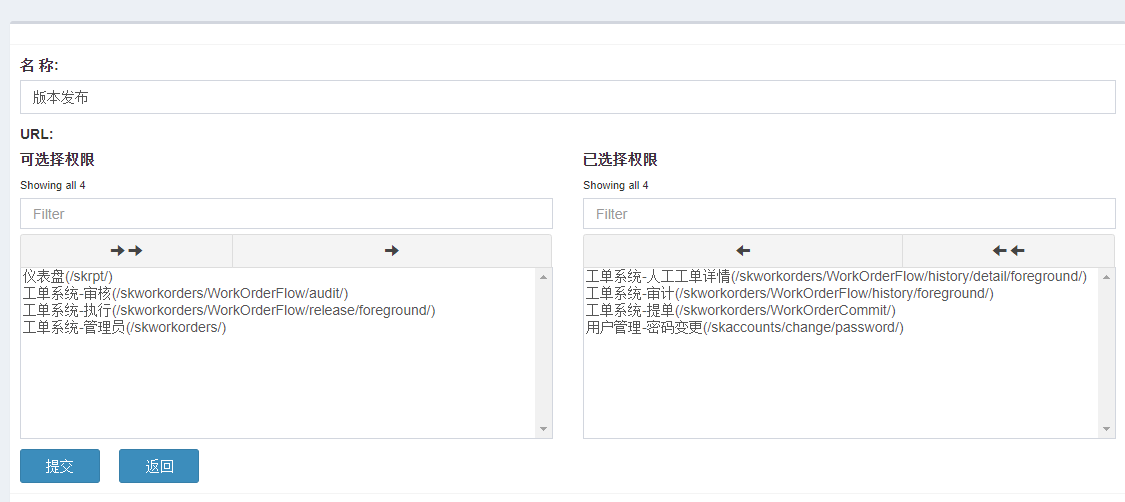 名 称:
版本发布
URL:
可选择权限
Showing all 4
Filter
仪表盘(/skrpt/)
工单系统-审核(/skworkorders/WorkOrderFlow/audit/)
工单系统-执行(/skworkorders/WorkOrderFlow/release/foreground/)
工单系统-管理员(/skworkorders/)
已选择权限
Showing all 4
Filter
工单系统-人工工单详情(/skworkorders/WorkOrderFlow/history/detail/foreground/)
工单系统-审计(/skworkorders/WorkOrderFlow/history/foreground/)
工单系统-提单(/skworkorders/WorkOrderCommit/)
用户管理-密码变更(/skaccounts/change/password/)
提交
返回